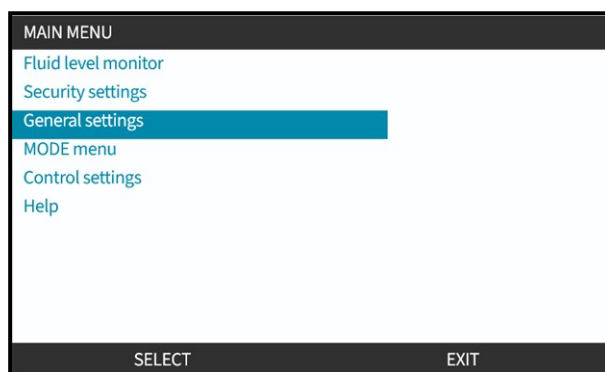 MAIN MENU
Fluid level monitor
Security settings
General settings
MODE menu
Control settings
Help
SELECT EXIT